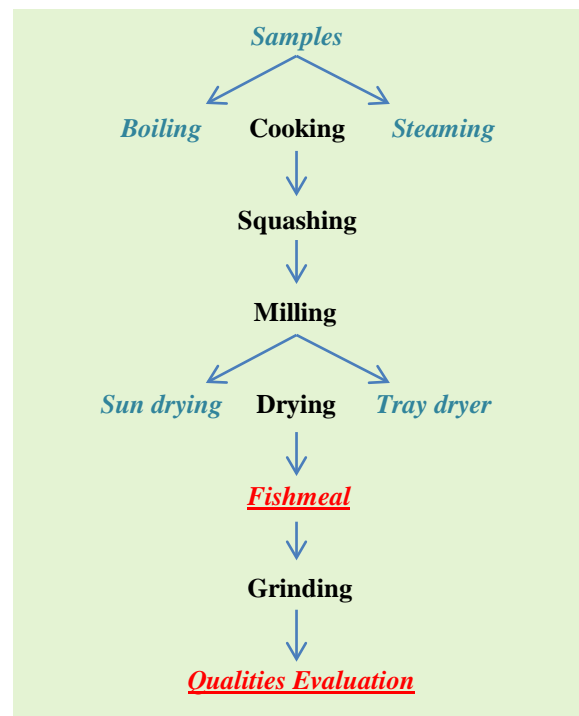 Samples
Boiling Cooking Steaming
Squashing
Milling
Sun drying Drying Tray dryer
Fishmeal
Grinding
Qualities Evaluation